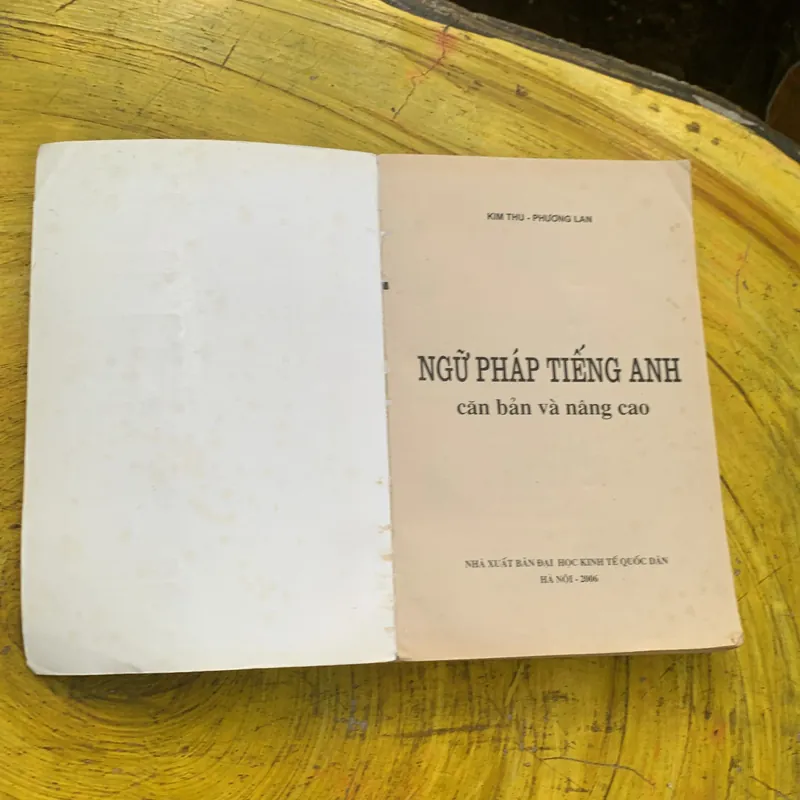 KIM THU - PHƯƠNG LAN
NGỮ PHÁP TIẾNG ANH
căn bản và nâng cao
NHÀ XUẤT BẢN ĐẠI HỌC KINH TẾ QUỐC DÂN
HÀ NỘI - 2006